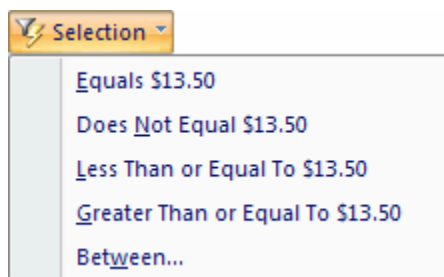 Selection
Equals $13.50
Does Not Equal $13.50
Less Than or Equal To $13.50
Greater Than or Equal To $13.50
Between...